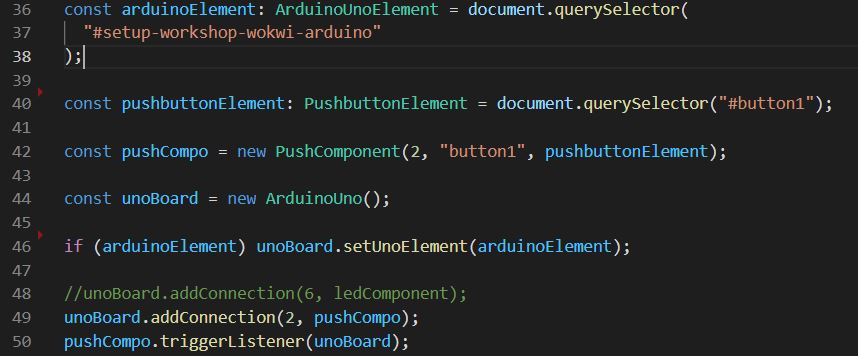 36 const arduinoElement: ArduinoUnoElement = document.querySelector(
37 "#setup-workshop-wokwi-arduino"
38 );
39
40 const pushbuttonElement: PushbuttonElement = document.querySelector("#button1");
41
42 const pushCompo = new PushComponent(2, "button1", pushbuttonElement);
43
44 const unoBoard = new ArduinoUno();
45
46 if (arduinoElement) unoBoard.setUnoElement(arduinoElement);
47
48 //unoBoard.addConnection(6, ledComponent);
49 unoBoard.addConnection(2, pushCompo);
50 pushCompo.triggerListener(unoBoard);